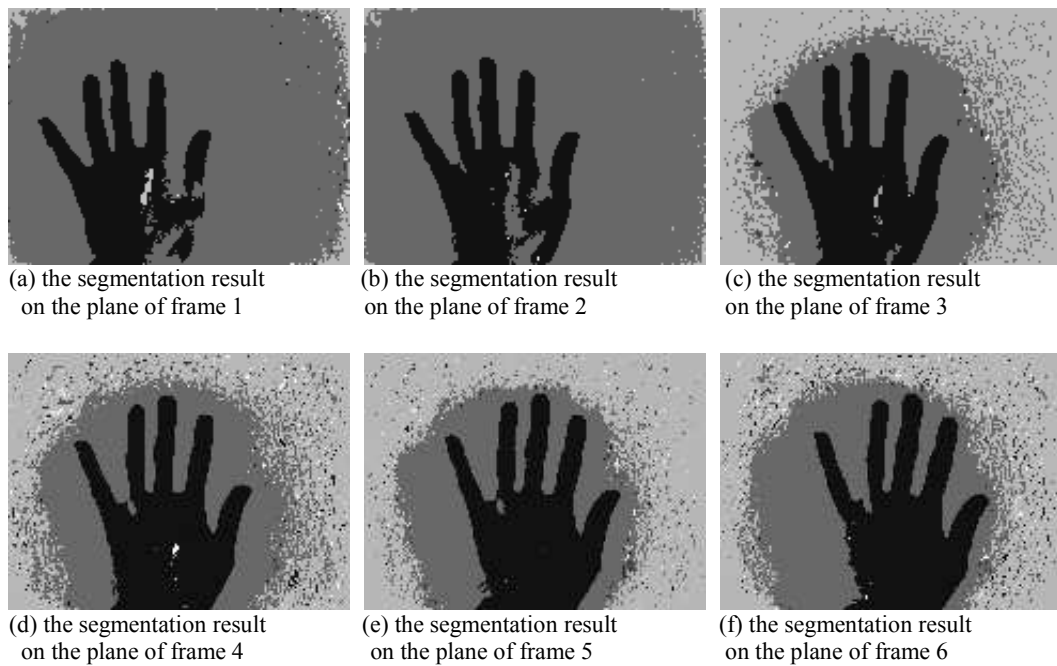 (a) the segmentation result
on the plane of frame 1
(b) the segmentation result
on the plane of frame 2
(c) the segmentation result
on the plane of frame 3
(d) the segmentation result
on the plane of frame 4
(e) the segmentation result
on the plane of frame 5
(f) the segmentation result
on the plane of frame 6